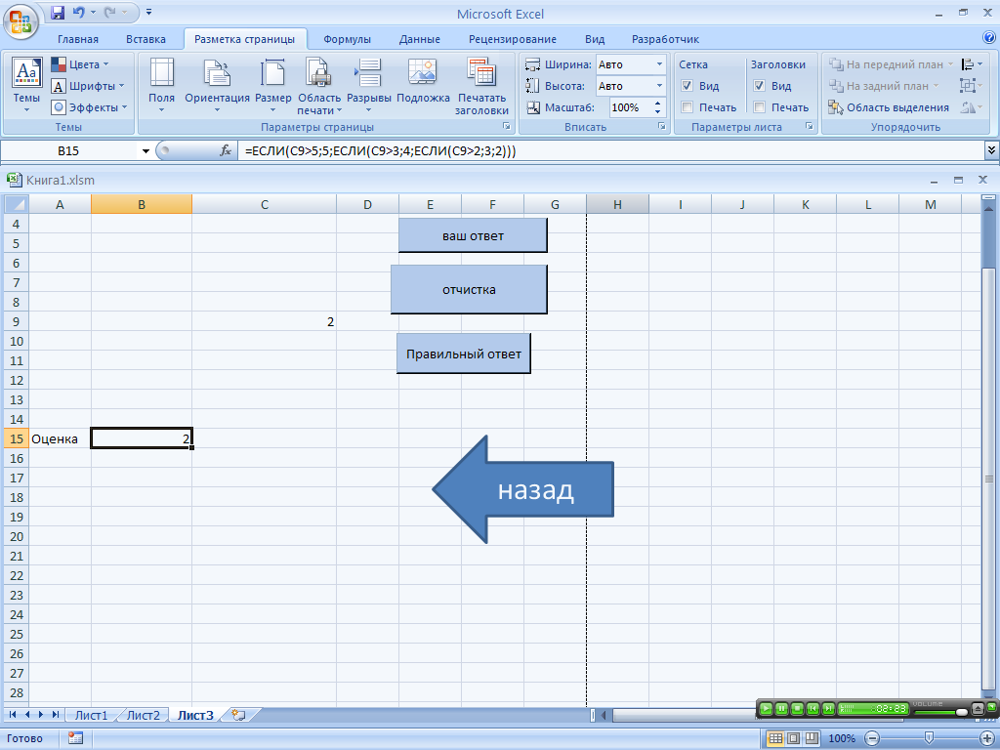 Microsoft Excel
Главная Вставка Разметка страницы Формулы Данные Рецензирование Вид Разработчик
Aa Цвета Ширина: Авто Сетка Заголовки На передний план
Темы Шрифты Поля Ориентация Размер Область печати Разрывы Подложка Печатать заголовки Высота: Авто Вид Вид На задний план
Эффекты Масштаб: 100% Печать Печать Область выделения
Темы Параметры страницы Вписать Параметры листа Упорядочить
B15 fx =ЕСЛИ(C9>5;5;ЕСЛИ(C9>3;4;ЕСЛИ(C9>2;3;2)))
Книга1.xlsm
A B C D E F G H I J K L M
4
ваш ответ
5
6
7
отчистка
8
9 2
10
Правильный ответ
11
12
13
14
15 Оценка 2
16
17
назад
18
19
20
21
22
23
24
25
26
27
28
Лист1 Лист2 Лист3
02:23 VOLUME
Готово 100%